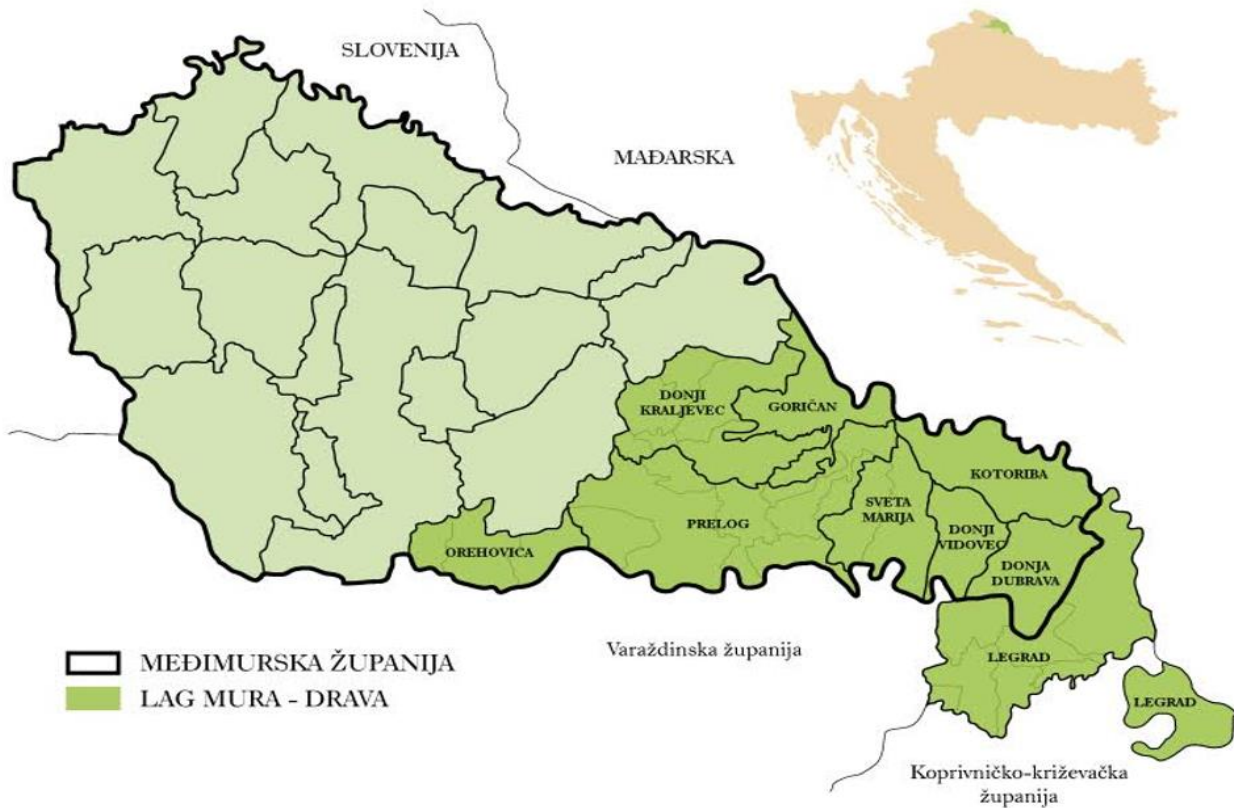 SLOVENIJA
MAĐARSKA
DONJI
KRALJEVEC
GORIČAN
KOTORIBA
SVETA
MARIJA
PRELOG
DONJI
VIDOVEC
OREHOVICA
DONJA
DUBRAVA
Varaždinska županija
LEGRAD
LEGRAD
MEĐIMURSKA ŽUPANIJA
LAG MURA - DRAVA
Koprivničko-križevačka
županija